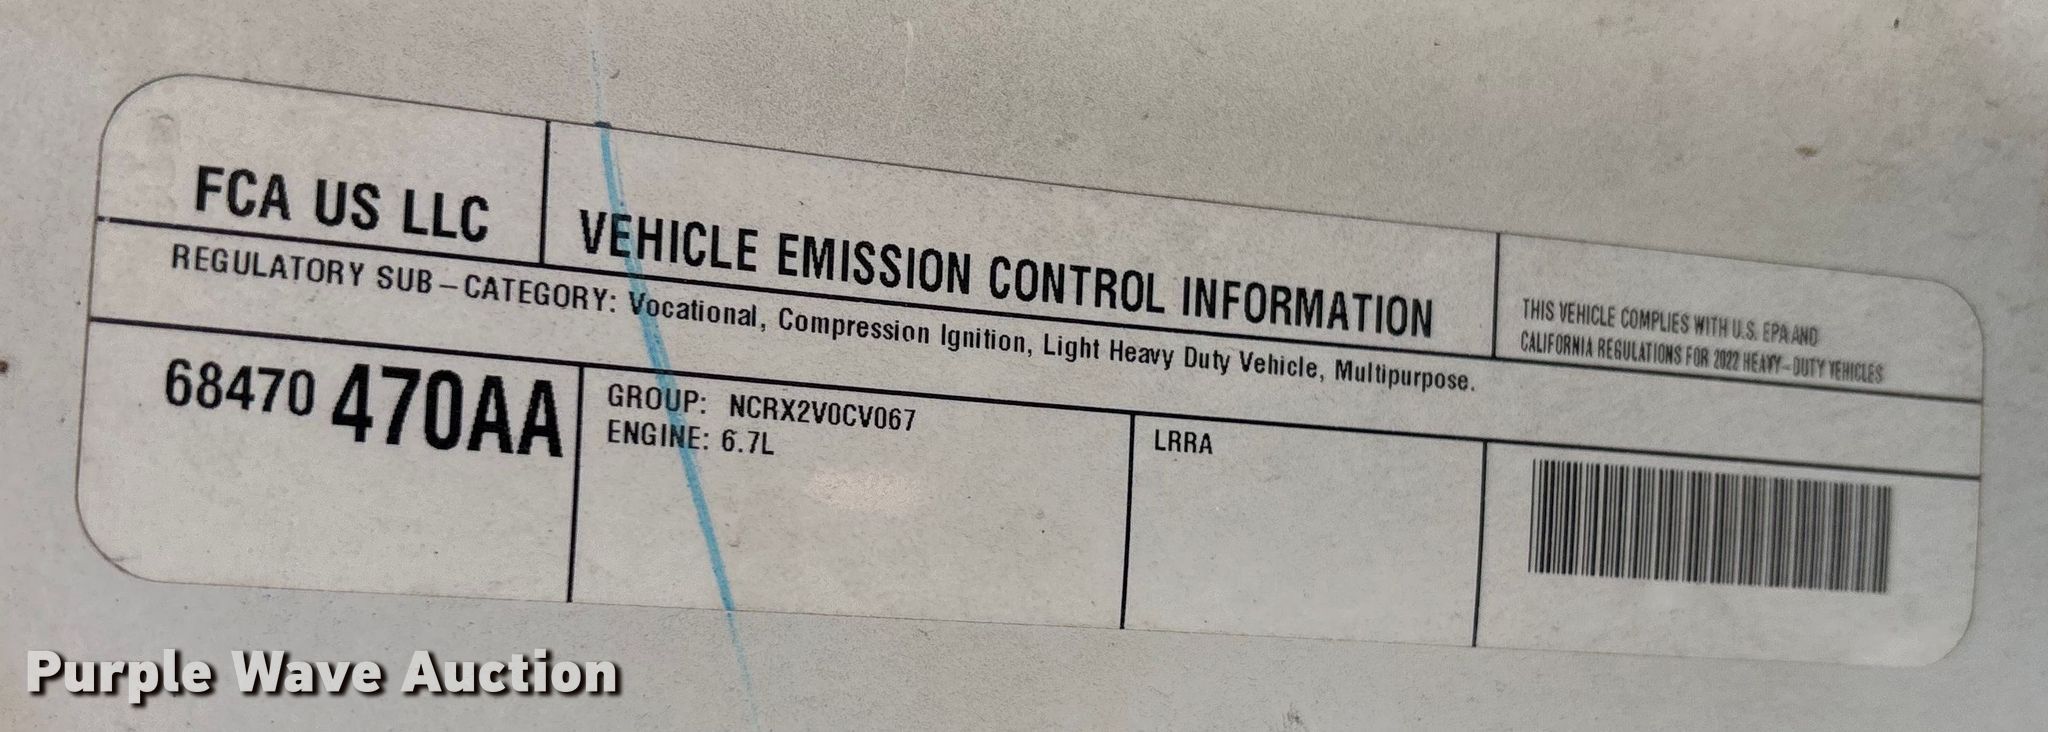 FCA US LLC
VEHICLE EMISSION CONTROL INFORMATION
THIS VEHICLE COMPLIES WITH U.S. EPA AND
CALIFORNIA REGULATIONS FOR 2022 HEAVY-DUTY VEHICLES
REGULATORY SUB-CATEGORY: Vocational, Compression Ignition, Light Heavy Duty Vehicle, Multipurpose.
68470 470AA
GROUP: NCRX2V0CV067
ENGINE: 6.7L
LRRA
Purple Wave Auction